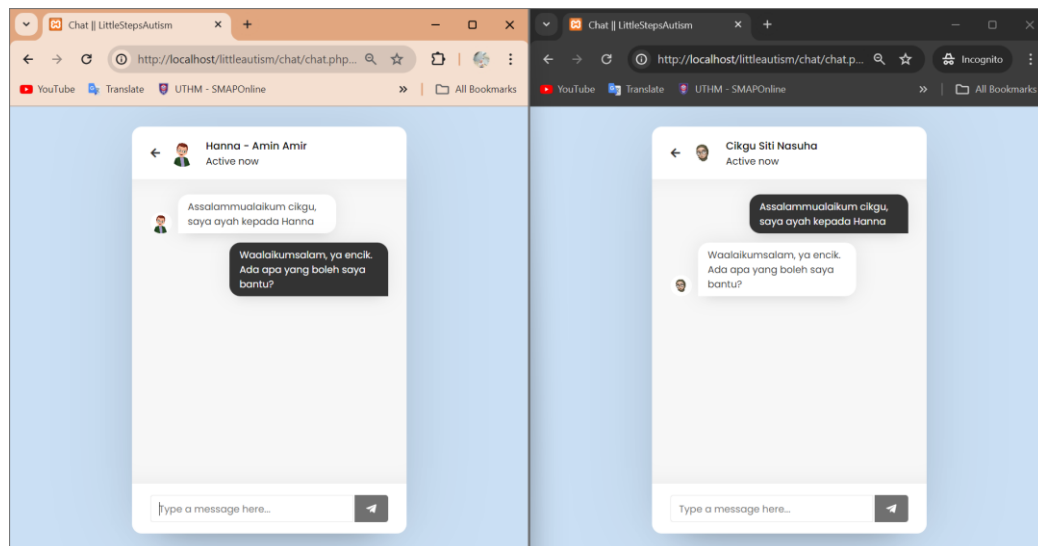 Chat || LittleStepsAutism
http://localhost/littleautism/chat/chat.php...
YouTube
Translate
UTHM - SMAPOnline
All Bookmarks
Hanna - Amin Amir
Active now
Assalammualaikum cikgu,
saya ayah kepada Hanna
Waalaikumsalam, ya encik.
Ada apa yang boleh saya
bantu?
Type a message here...
Chat || LittleStepsAutism
http://localhost/littleautism/chat/chat.p...
Incognito
YouTube
Translate
UTHM - SMAPOnline
All Bookmarks
Cikgu Siti Nasuha
Active now
Assalammualaikum cikgu,
saya ayah kepada Hanna
Waalaikumsalam, ya encik.
Ada apa yang boleh saya
bantu?
Type a message here...